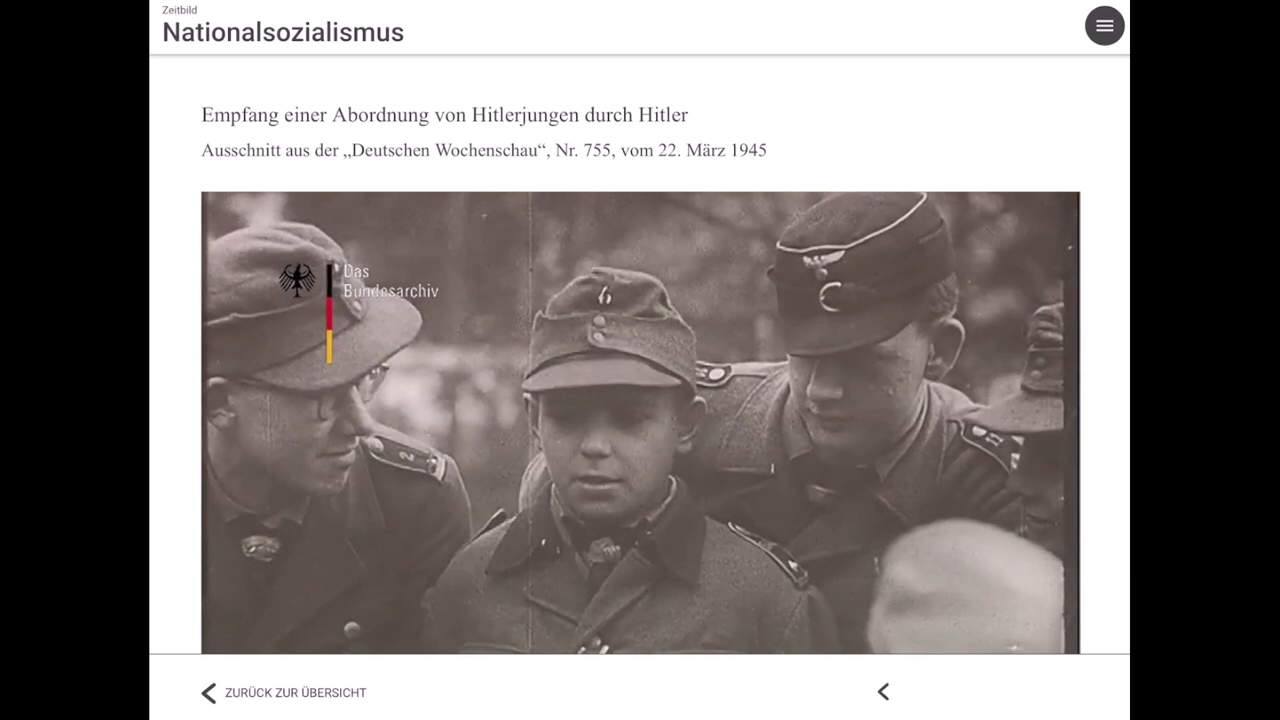 Zeitbild
Nationalsozialismus
Empfang einer Abordnung von Hitlerjungen durch Hitler
Ausschnitt aus der „Deutschen Wochenschau“, Nr. 755, vom 22. März 1945
Das
Bundesarchiv
ZURÜCK ZUR ÜBERSICHT